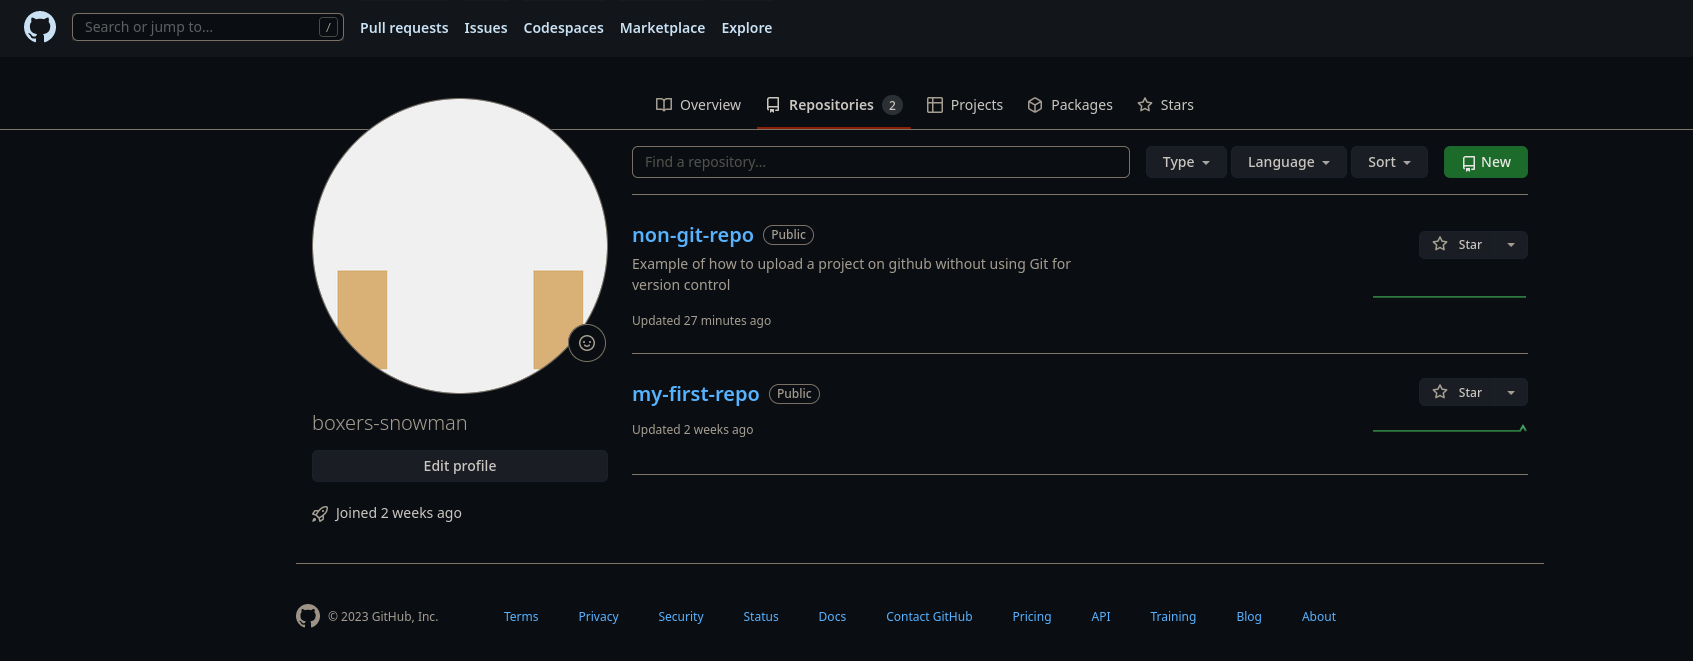 Search or jump to... /
Pull requests
Issues
Codespaces
Marketplace
Explore
Overview
Repositories 2
Projects
Packages
Stars
Find a repository...
Type
Language
Sort
New
non-git-repo Public
Star
Example of how to upload a project on github without using Git for
version control
Updated 27 minutes ago
my-first-repo Public
Star
Updated 2 weeks ago
boxers-snowman
Edit profile
Joined 2 weeks ago
© 2023 GitHub, Inc.
Terms
Privacy
Security
Status
Docs
Contact GitHub
Pricing
API
Training
Blog
About